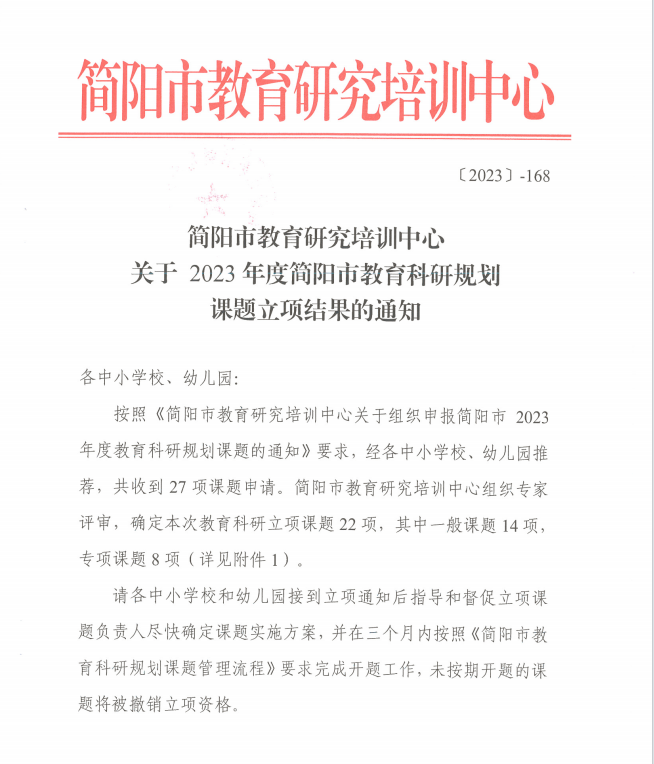 简阳市教育研究培训中心
〔2023〕-168
简阳市教育研究培训中心
关于 2023 年度简阳市教育科研规划
课题立项结果的通知
各中小学校、幼儿园:
按照《简阳市教育研究培训中心关于组织申报简阳市 2023
年度教育科研规划课题的通知》要求，经各中小学校、幼儿园推
荐，共收到 27 项课题申请。简阳市教育研究培训中心组织专家
评审，确定本次教育科研立项课题 22 项，其中一般课题 14 项，
专项课题 8 项（详见附件 1）。
请各中小学校和幼儿园接到立项通知后指导和督促立项课
题负责人尽快确定课题实施方案，并在三个月内按照《简阳市教
育科研规划课题管理流程》要求完成开题工作，未按期开题的课
题将被撤销立项资格。